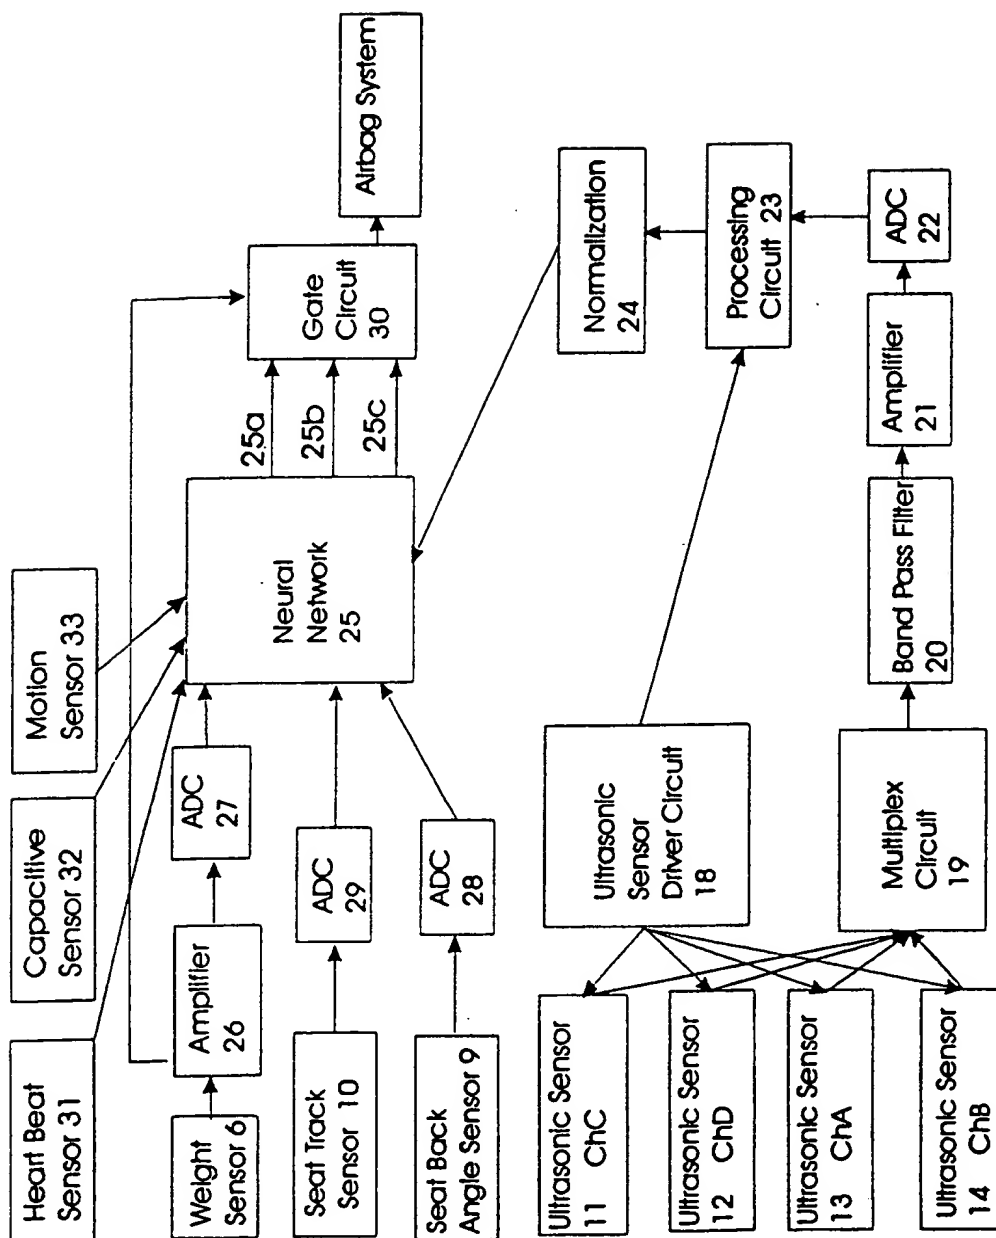 Heart Beat
Sensor 31
Capacitive
Sensor 32
Motion
Sensor 33
Weight
Sensor 6
Amplifier
26
ADC
27
Seat Track
Sensor 10
ADC
29
Seat Back
Angle Sensor 9
ADC
28
Neural
Network
25
25a
25b
25c
Gate
Circuit
30
Airbag System
Ultrasonic Sensor
11 ChC
Ultrasonic Sensor
12 ChD
Ultrasonic Sensor
13 ChA
Ultrasonic Sensor
14 ChB
Ultrasonic
Sensor
Driver Circuit
18
Multiplex
Circuit
19
Band Pass Filter
20
Amplifier
21
ADC
22
Processing
Circuit 23
Normalization
24